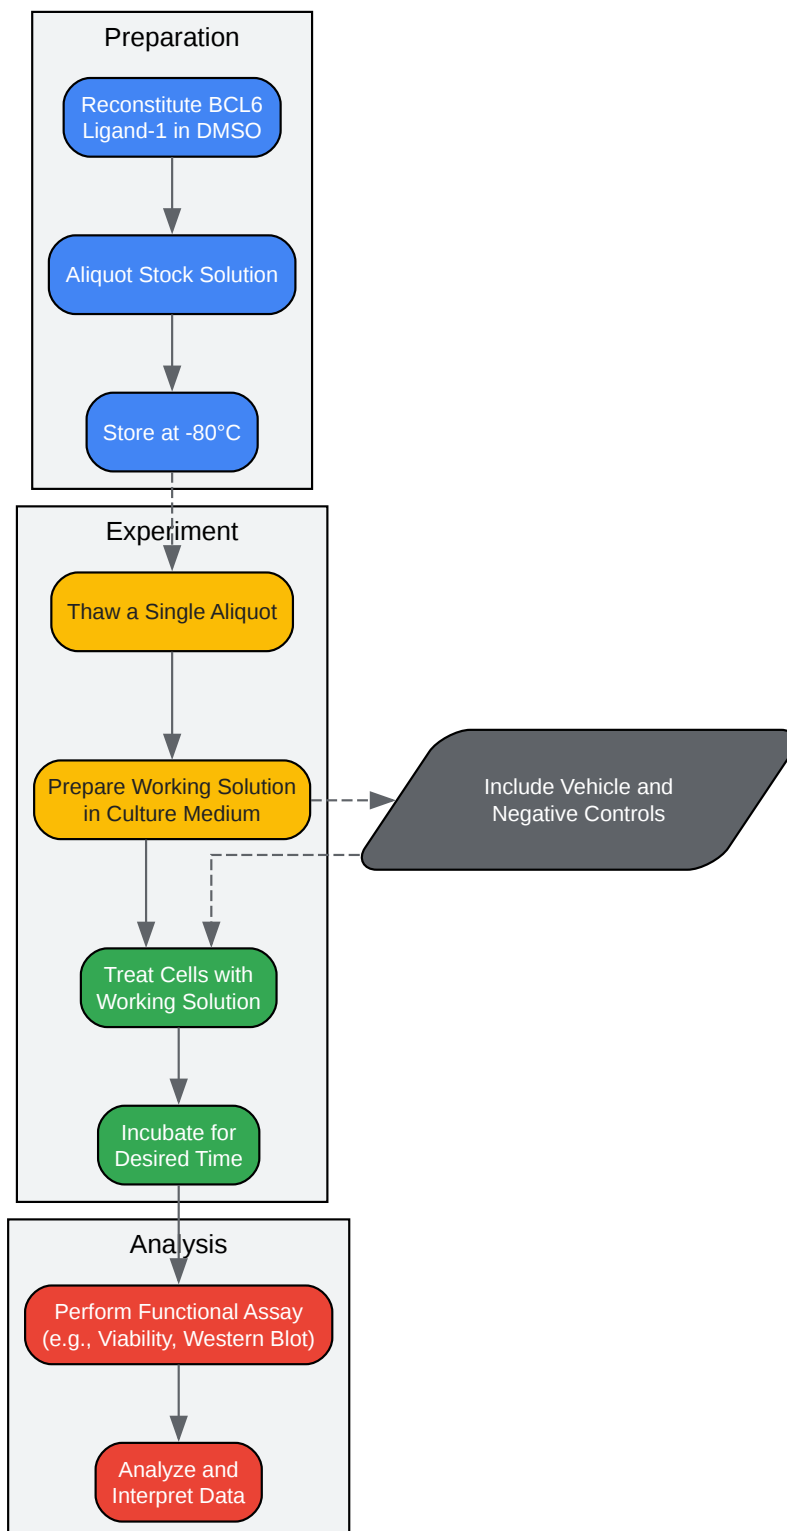 Preparation
Reconstitute BCL6
Ligand-1 in DMSO
Aliquot Stock Solution
Store at -80°C
Experiment
Thaw a Single Aliquot
Prepare Working Solution
in Culture Medium
Include Vehicle and
Negative Controls
Treat Cells with
Working Solution
Incubate for
Desired Time
Analysis
Perform Functional Assay
(e.g., Viability, Western Blot)
Analyze and
Interpret Data